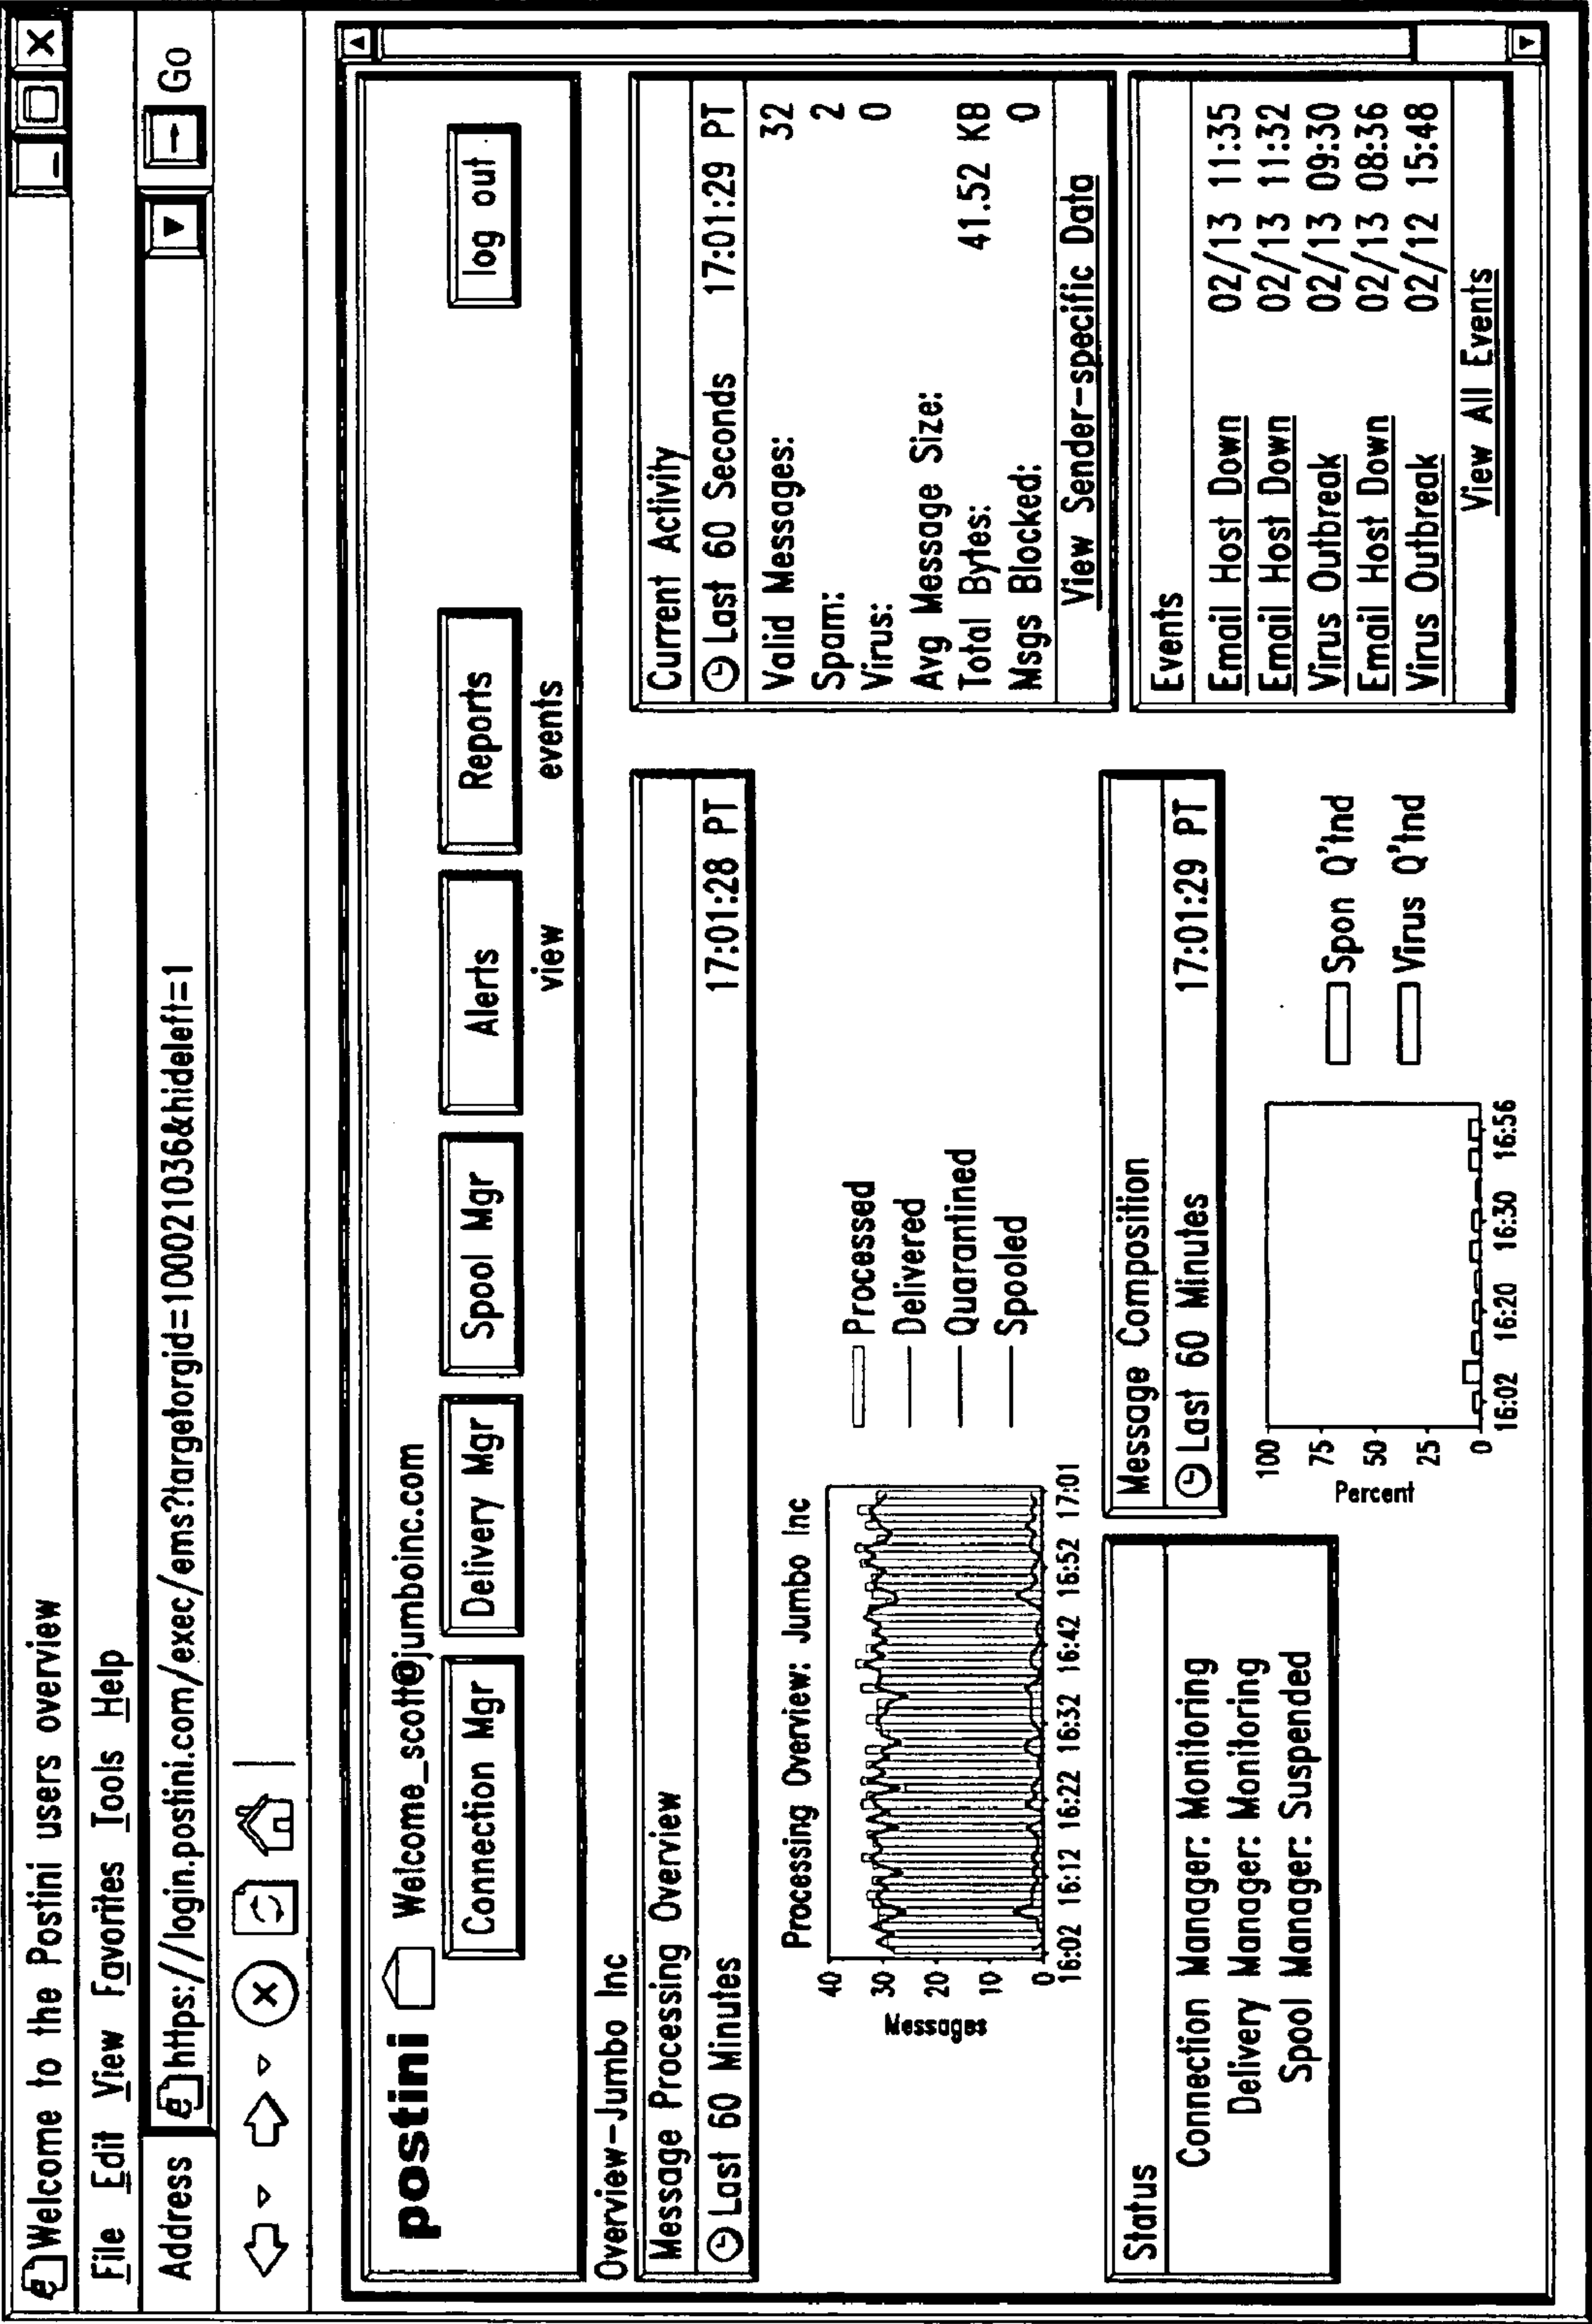 Welcome to the Postini users overview
File Edit View Favorites Tools Help
Address https://login.postini.com/exec/ems?targetorgid=100021036&hideleft=1 Go
postini Welcome_scott@jumboinc.com
Connection Mgr Delivery Mgr Spool Mgr Alerts Reports log out
view events
Overview-Jumbo Inc
Message Processing Overview
Last 60 Minutes 17:01:28 PT
Processing Overview: Jumbo Inc
40
30
20
10
0
Messages
16:02 16:12 16:22 16:32 16:42 16:52 17:01
Processed
Delivered
Quarantined
Spooled
Current Activity
Last 60 Seconds 17:01:29 PT
Valid Messages: 32
Spam: 2
Virus: 0
Avg Message Size:
Total Bytes: 41.52 KB
Msgs Blocked: 0
View Sender-specific Data
Status
Connection Manager: Monitoring
Delivery Manager: Monitoring
Spool Manager: Suspended
Message Composition
Last 60 Minutes 17:01:29 PT
100
75
50
25
0
Percent
16:02 16:20 16:30 16:56
Spon Q'tnd
Virus Q'tnd
Events
Email Host Down 02/13 11:35
Email Host Down 02/13 11:32
Virus Outbreak 02/13 09:30
Email Host Down 02/13 08:36
Virus Outbreak 02/12 15:48
View All Events